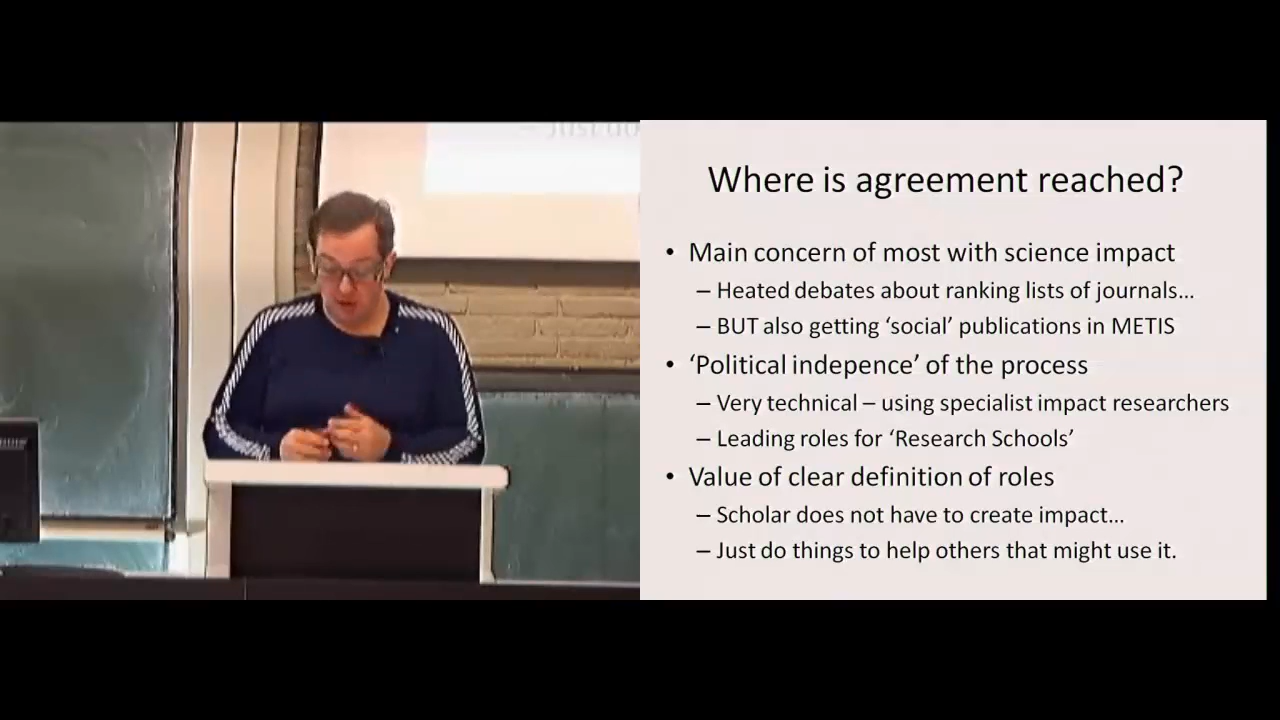 Just do
Where is agreement reached?
• Main concern of most with science impact
– Heated debates about ranking lists of journals…
– BUT also getting ‘social’ publications in METIS
• ‘Political indepence’ of the process
– Very technical – using specialist impact researchers
– Leading roles for ‘Research Schools’
• Value of clear definition of roles
– Scholar does not have to create impact…
– Just do things to help others that might use it.